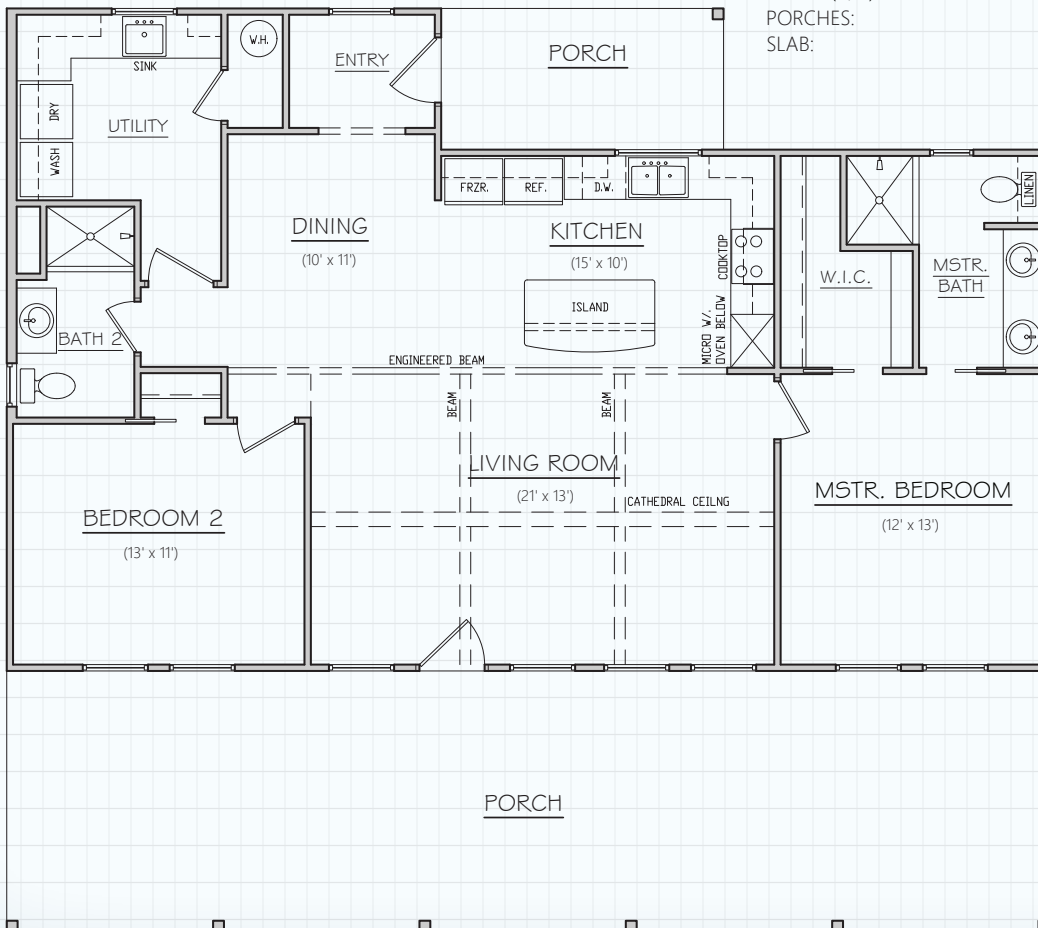 PORCHES:
SLAB:
W.H.
ENTRY
PORCH
SINK
DRY
UTILITY
WASH
FRZR.
REF.
D.W.
LINEN
DINING
(10' x 11')
KITCHEN
(15' x 10')
COOKTOP
W.I.C.
MSTR.
BATH
ISLAND
MICRO W/.
OVEN BELOW
BATH 2
ENGINEERED BEAM
BEAM
BEAM
LIVING ROOM
(21' x 13')
CATHEDRAL CEILNG
MSTR. BEDROOM
(12' x 13')
BEDROOM 2
(13' x 11')
PORCH